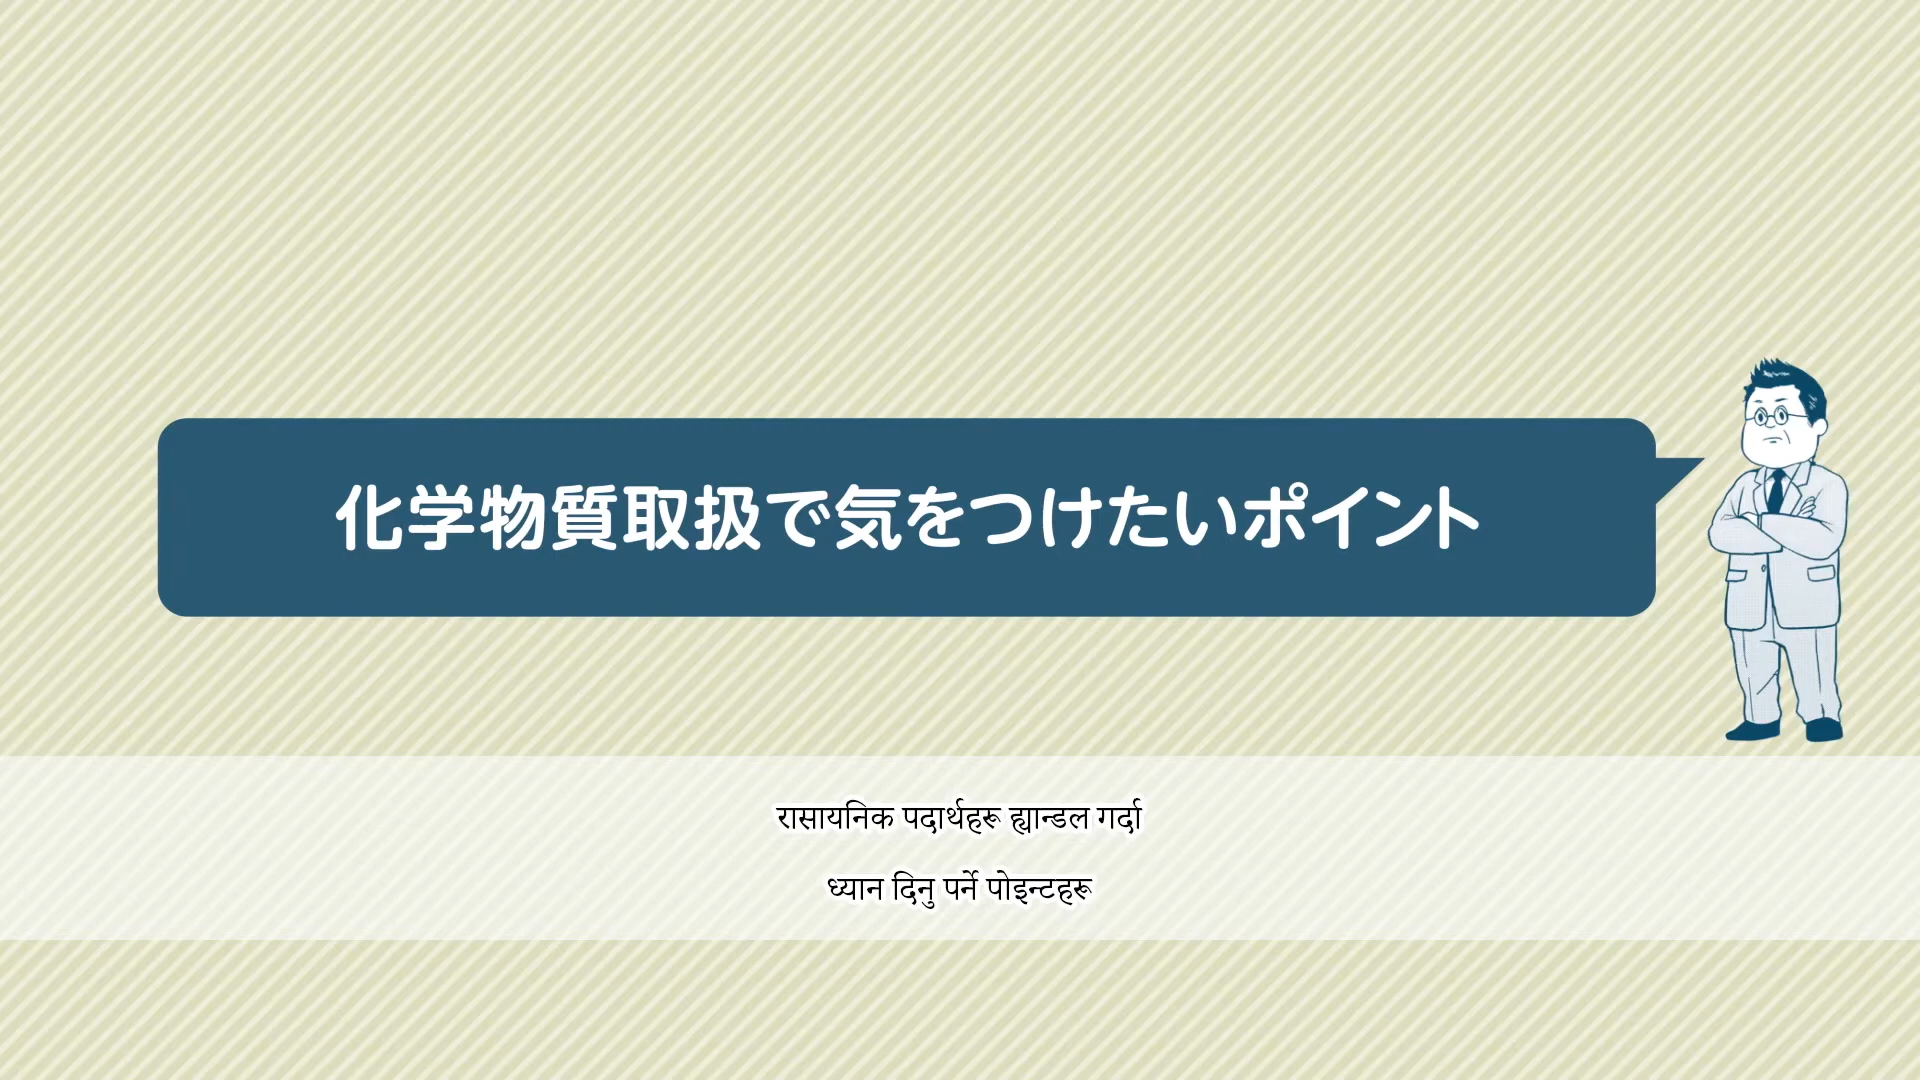 化学物質取扱で気をつけたいポイント
रासायनिक पदार्थहरू ह्यान्डल गर्दा
ध्यान दिनु पर्ने पोइन्टहरू